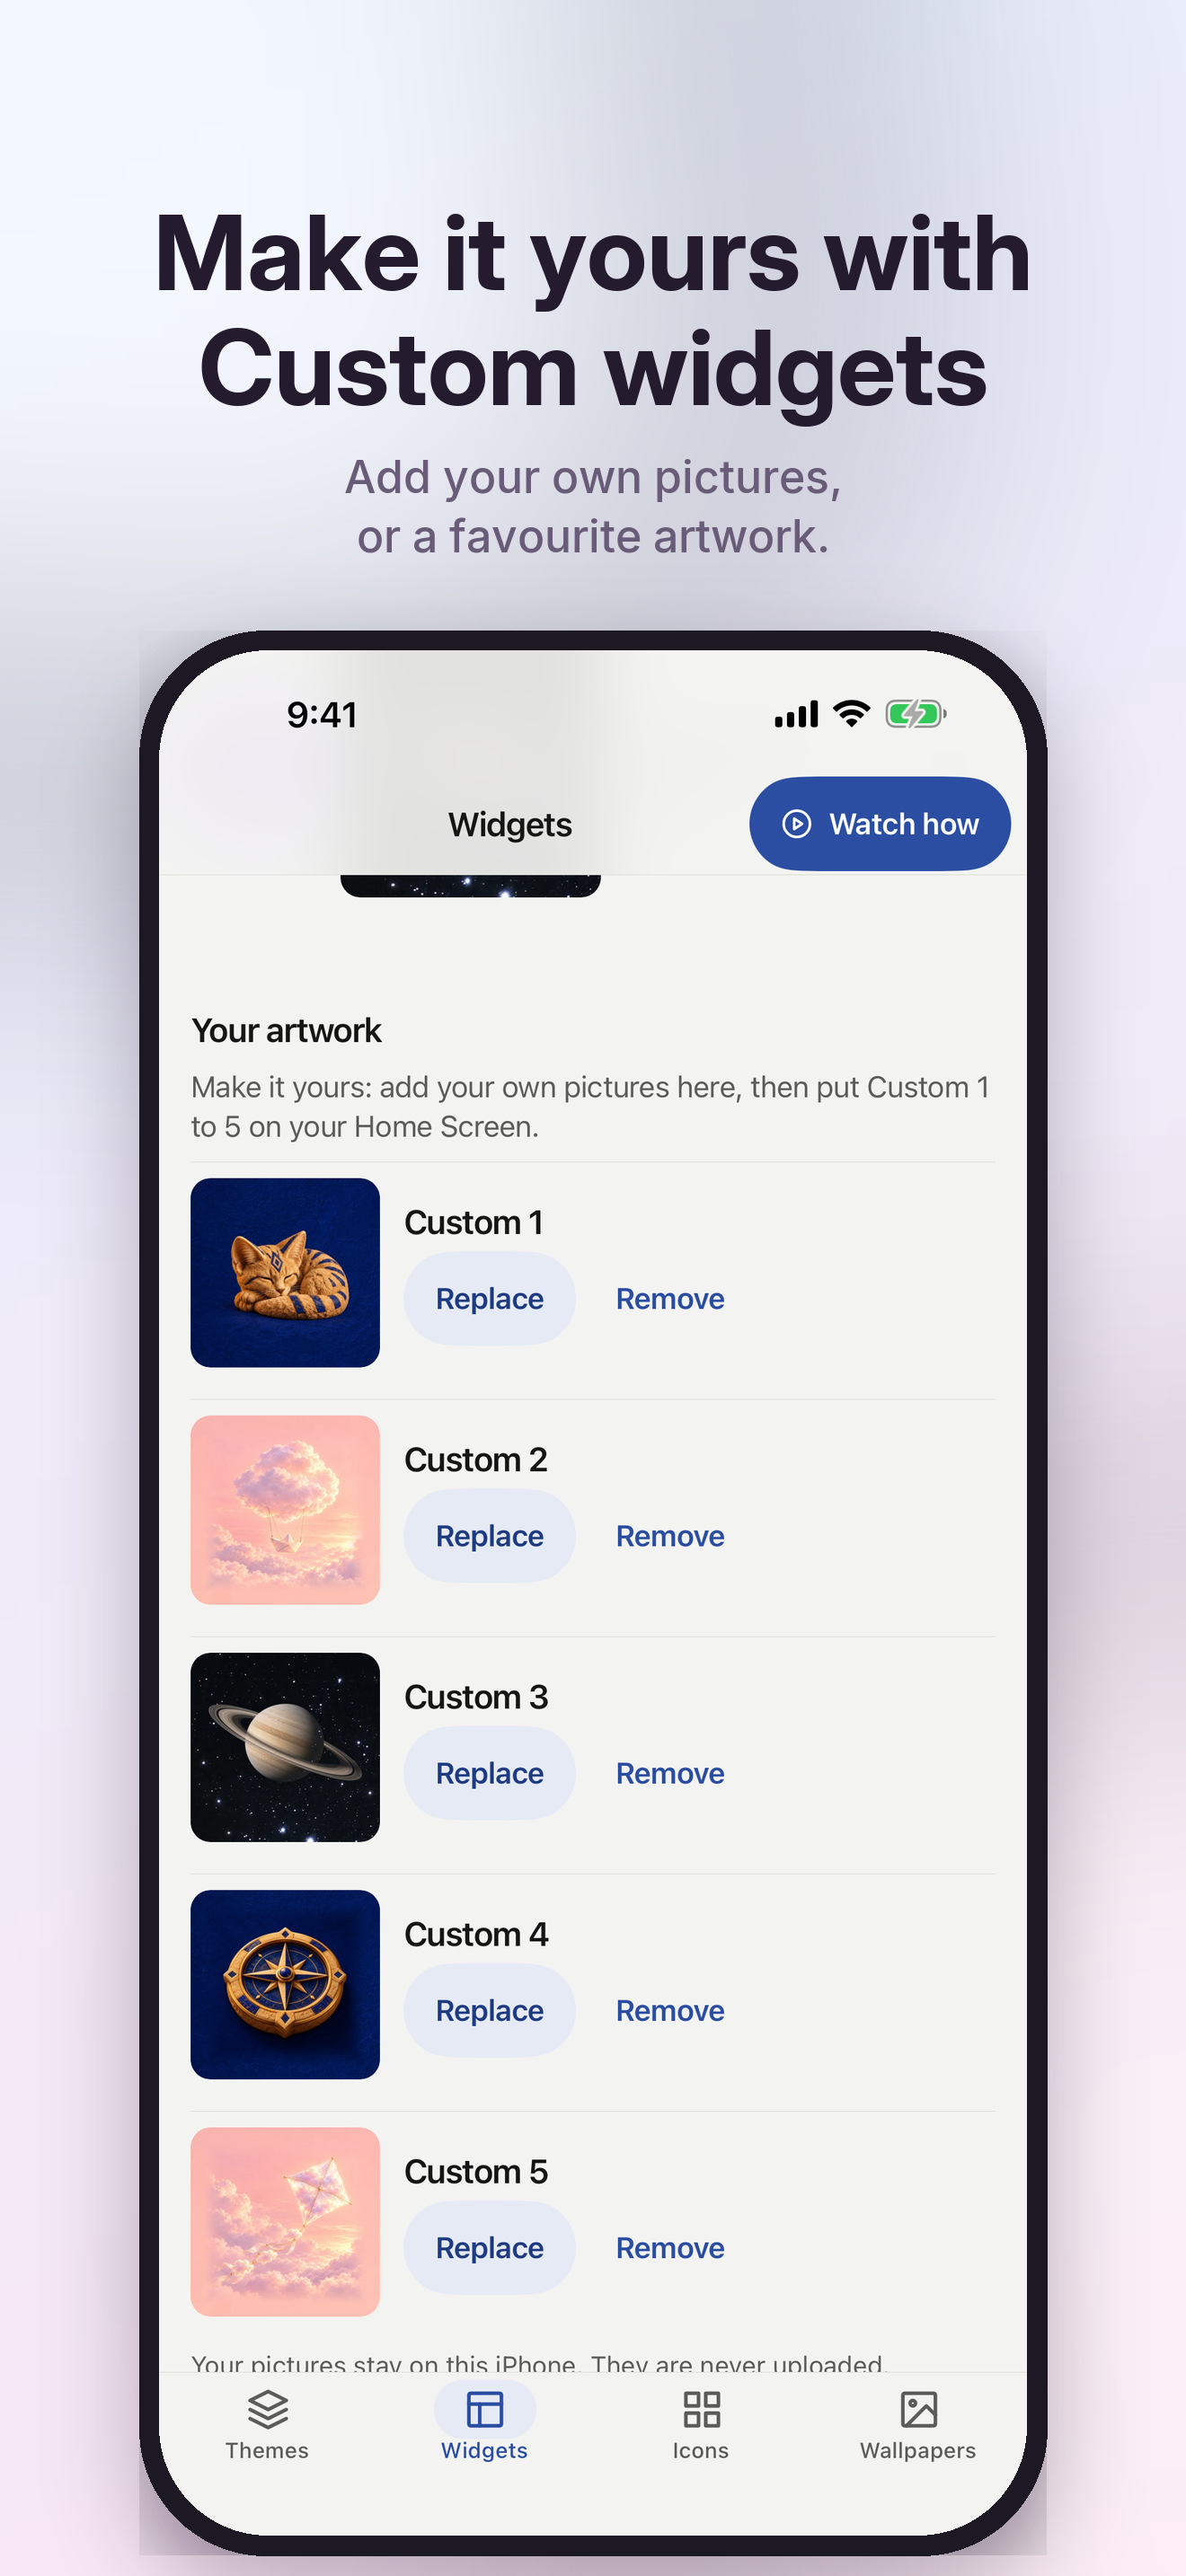 Make it yours with
Custom widgets
Add your own pictures,
or a favourite artwork.
9:41
Widgets
Watch how
Your artwork
Make it yours: add your own pictures here, then put Custom 1
to 5 on your Home Screen.
Custom 1
Replace Remove
Custom 2
Replace Remove
Custom 3
Replace Remove
Custom 4
Replace Remove
Custom 5
Replace Remove
Your pictures stay on this iPhone. They are never uploaded.
Themes Widgets Icons Wallpapers